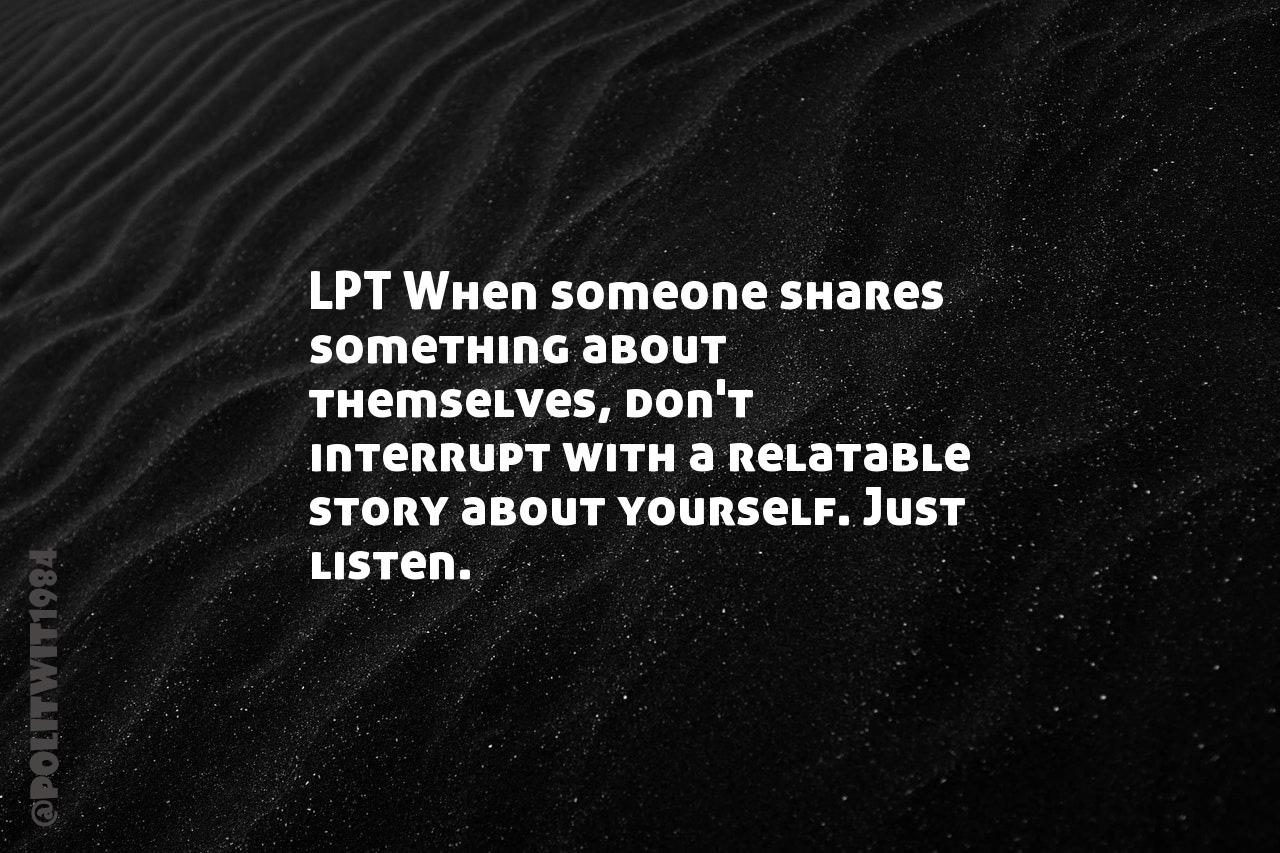 LPT When someone shares
something about
themselves, don't
interrupt with a relatable
story about yourself. Just
listen.
@politwit1984